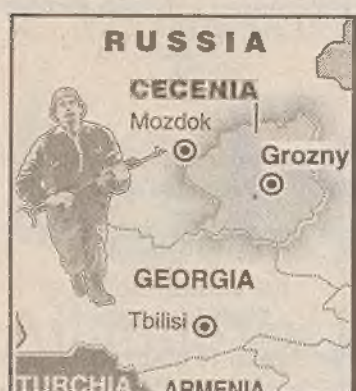 RUSSIA
CECENIA
Mozdok
Grozny
GEORGIA
Tbilisi
TURCHIA
ARMENIA